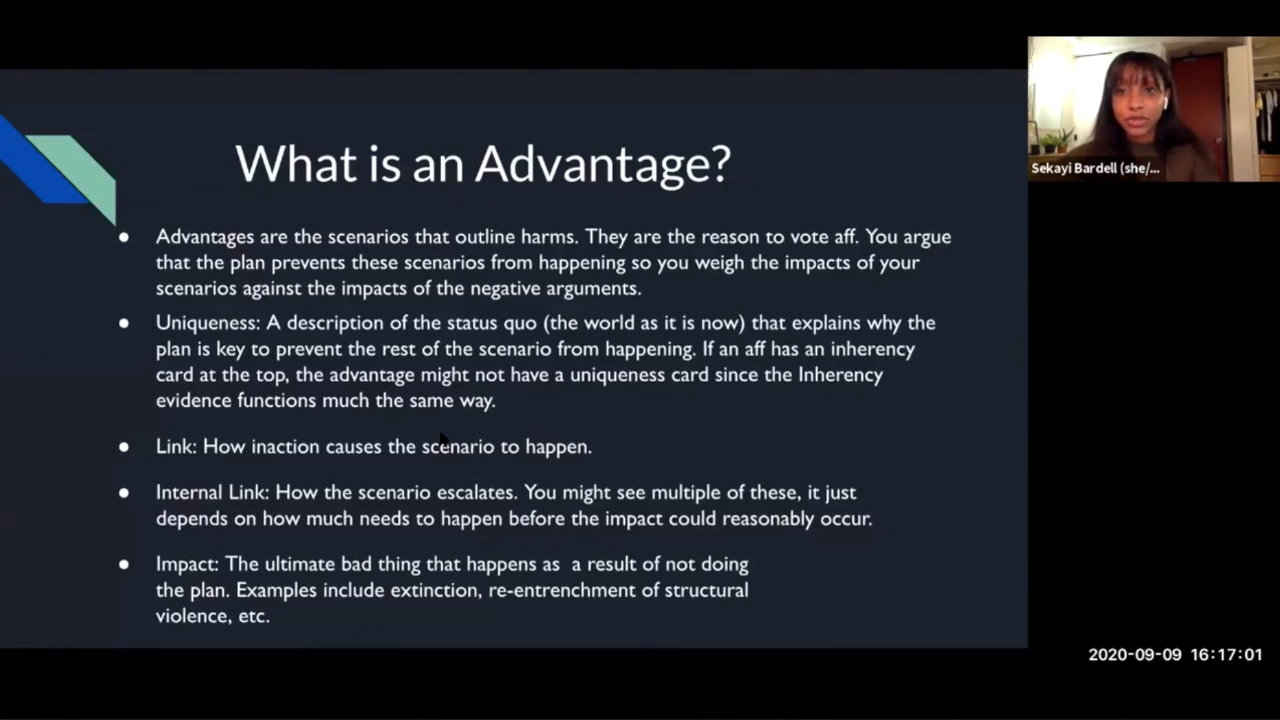 What is an Advantage?
● Advantages are the scenarios that outline harms. They are the reason to vote aff. You argue
that the plan prevents these scenarios from happening so you weigh the impacts of your
scenarios against the impacts of the negative arguments.
● Uniqueness: A description of the status quo (the world as it is now) that explains why the
plan is key to prevent the rest of the scenario from happening. If an aff has an inherency
card at the top, the advantage might not have a uniqueness card since the Inherency
evidence functions much the same way.
● Link: How inaction causes the scenario to happen.
● Internal Link: How the scenario escalates. You might see multiple of these, it just
depends on how much needs to happen before the impact could reasonably occur.
● Impact: The ultimate bad thing that happens as  a result of not doing
the plan. Examples include extinction, re-entrenchment of structural
violence, etc.
Sekayi Bardell (she/...
2020-09-09 16:17:01